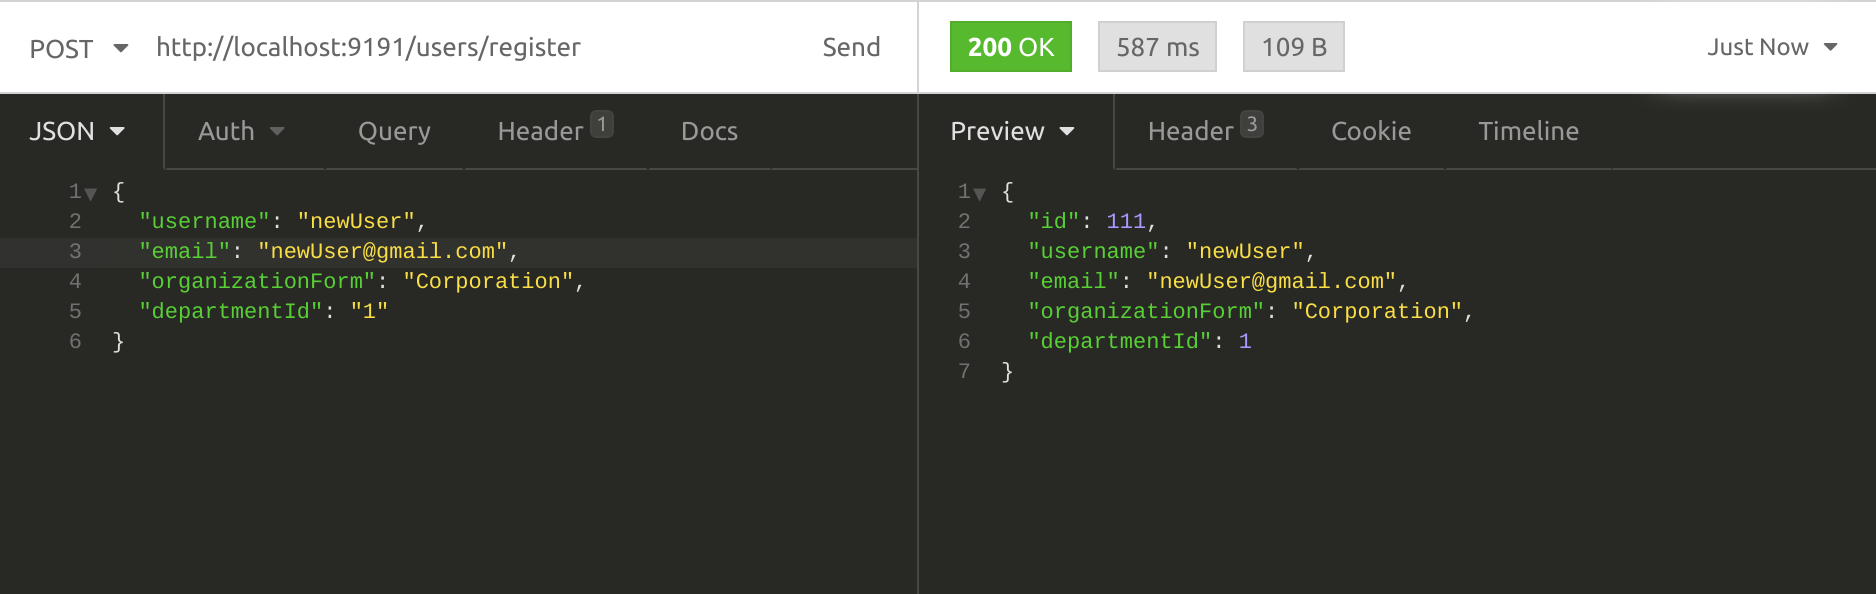 POST http://localhost:9191/users/register Send 200 OK 587 ms 109 B Just Now
JSON Auth Query Header 1 Docs Preview Header 3 Cookie Timeline
1 {
2 "username": "newUser",
3 "email": "newUser@gmail.com",
4 "organizationForm": "Corporation",
5 "departmentId": "1"
6 }
1 {
2 "id": 111,
3 "username": "newUser",
4 "email": "newUser@gmail.com",
5 "organizationForm": "Corporation",
6 "departmentId": 1
7 }